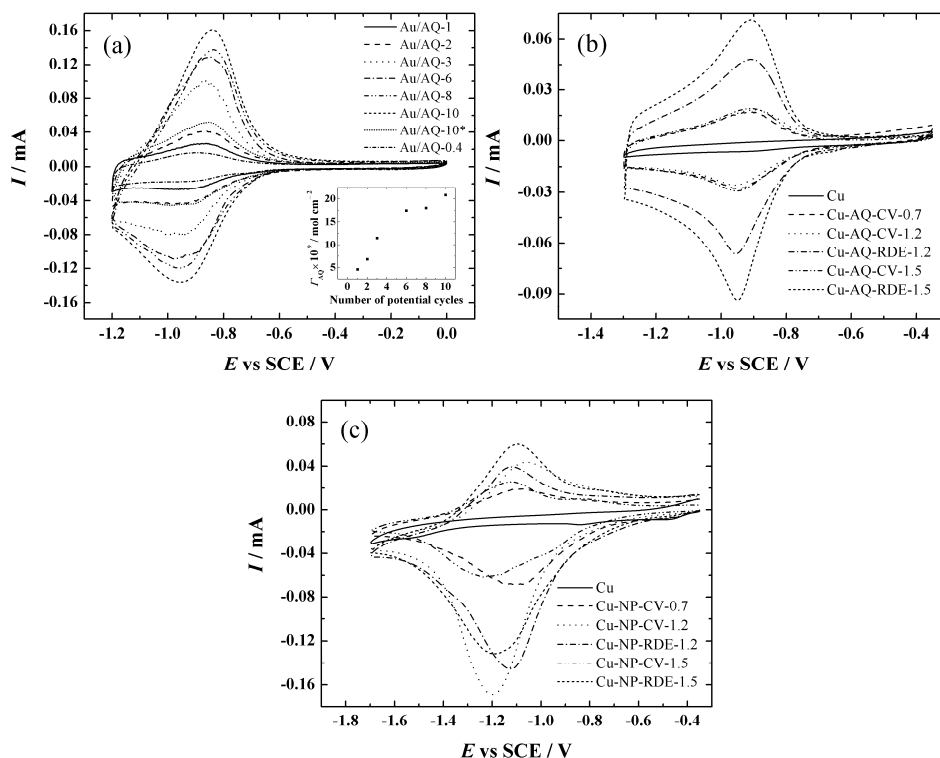 (a)
Au/AQ-1
Au/AQ-2
Au/AQ-3
Au/AQ-6
Au/AQ-8
Au/AQ-10
Au/AQ-10*
Au/AQ-0.4
I / mA
0.16
0.12
0.08
0.04
0.00
-0.04
-0.08
-0.12
-0.16
-1.2 -1.0 -0.8 -0.6 -0.4 -0.2 0.0
E vs SCE / V
Γ_AQ × 10⁹ / mol cm⁻²
20
15
10
5
0 2 4 6 8 10
Number of potential cycles
(b)
I / mA
0.06
0.03
0.00
-0.03
-0.06
-0.09
Cu
Cu-AQ-CV-0.7
Cu-AQ-CV-1.2
Cu-AQ-RDE-1.2
Cu-AQ-CV-1.5
Cu-AQ-RDE-1.5
-1.4 -1.2 -1.0 -0.8 -0.6 -0.4
E vs SCE / V
(c)
I / mA
0.08
0.04
0.00
-0.04
-0.08
-0.12
-0.16
Cu
Cu-NP-CV-0.7
Cu-NP-CV-1.2
Cu-NP-RDE-1.2
Cu-NP-CV-1.5
Cu-NP-RDE-1.5
-1.8 -1.6 -1.4 -1.2 -1.0 -0.8 -0.6 -0.4
E vs SCE / V